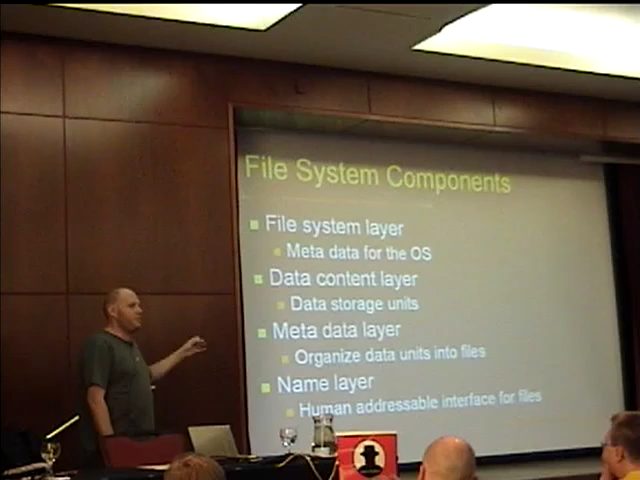 File System Components
File system layer
Meta data for the OS
Data content layer
Data storage units
Meta data layer
Organize data units into files
Name layer
Human addressable interface for files